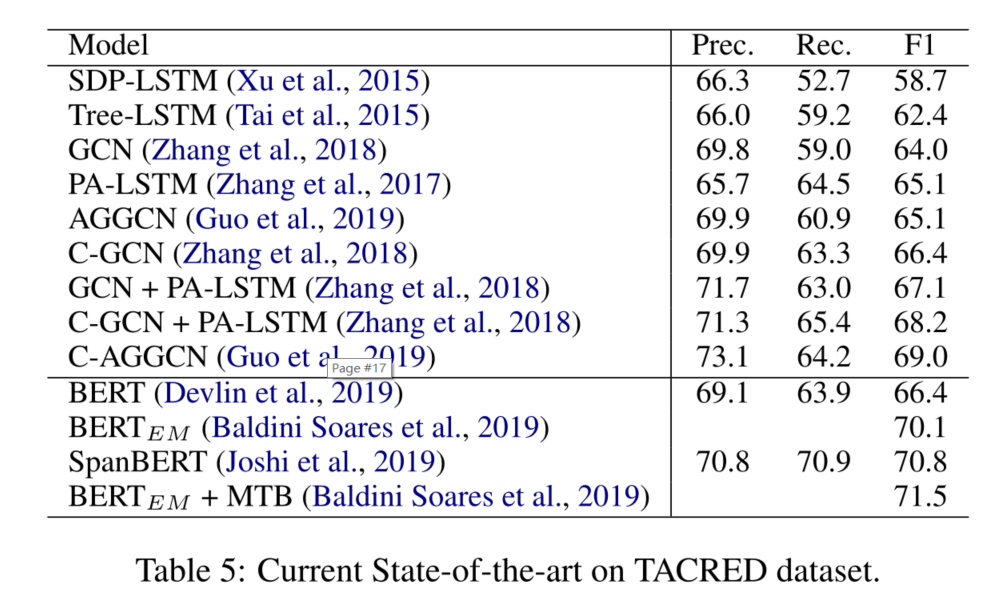 Model Prec. Rec. F1
SDP-LSTM (Xu et al., 2015) 66.3 52.7 58.7
Tree-LSTM (Tai et al., 2015) 66.0 59.2 62.4
GCN (Zhang et al., 2018) 69.8 59.0 64.0
PA-LSTM (Zhang et al., 2017) 65.7 64.5 65.1
AGGCN (Guo et al., 2019) 69.9 60.9 65.1
C-GCN (Zhang et al., 2018) 69.9 63.3 66.4
GCN + PA-LSTM (Zhang et al., 2018) 71.7 63.0 67.1
C-GCN + PA-LSTM (Zhang et al., 2018) 71.3 65.4 68.2
C-AGGCN (Guo et al., 2019) 73.1 64.2 69.0
Page #17
BERT (Devlin et al., 2019) 69.1 63.9 66.4
BERT_EM (Baldini Soares et al., 2019) 70.1
SpanBERT (Joshi et al., 2019) 70.8 70.9 70.8
BERT_EM + MTB (Baldini Soares et al., 2019) 71.5
Table 5: Current State-of-the-art on TACRED dataset.